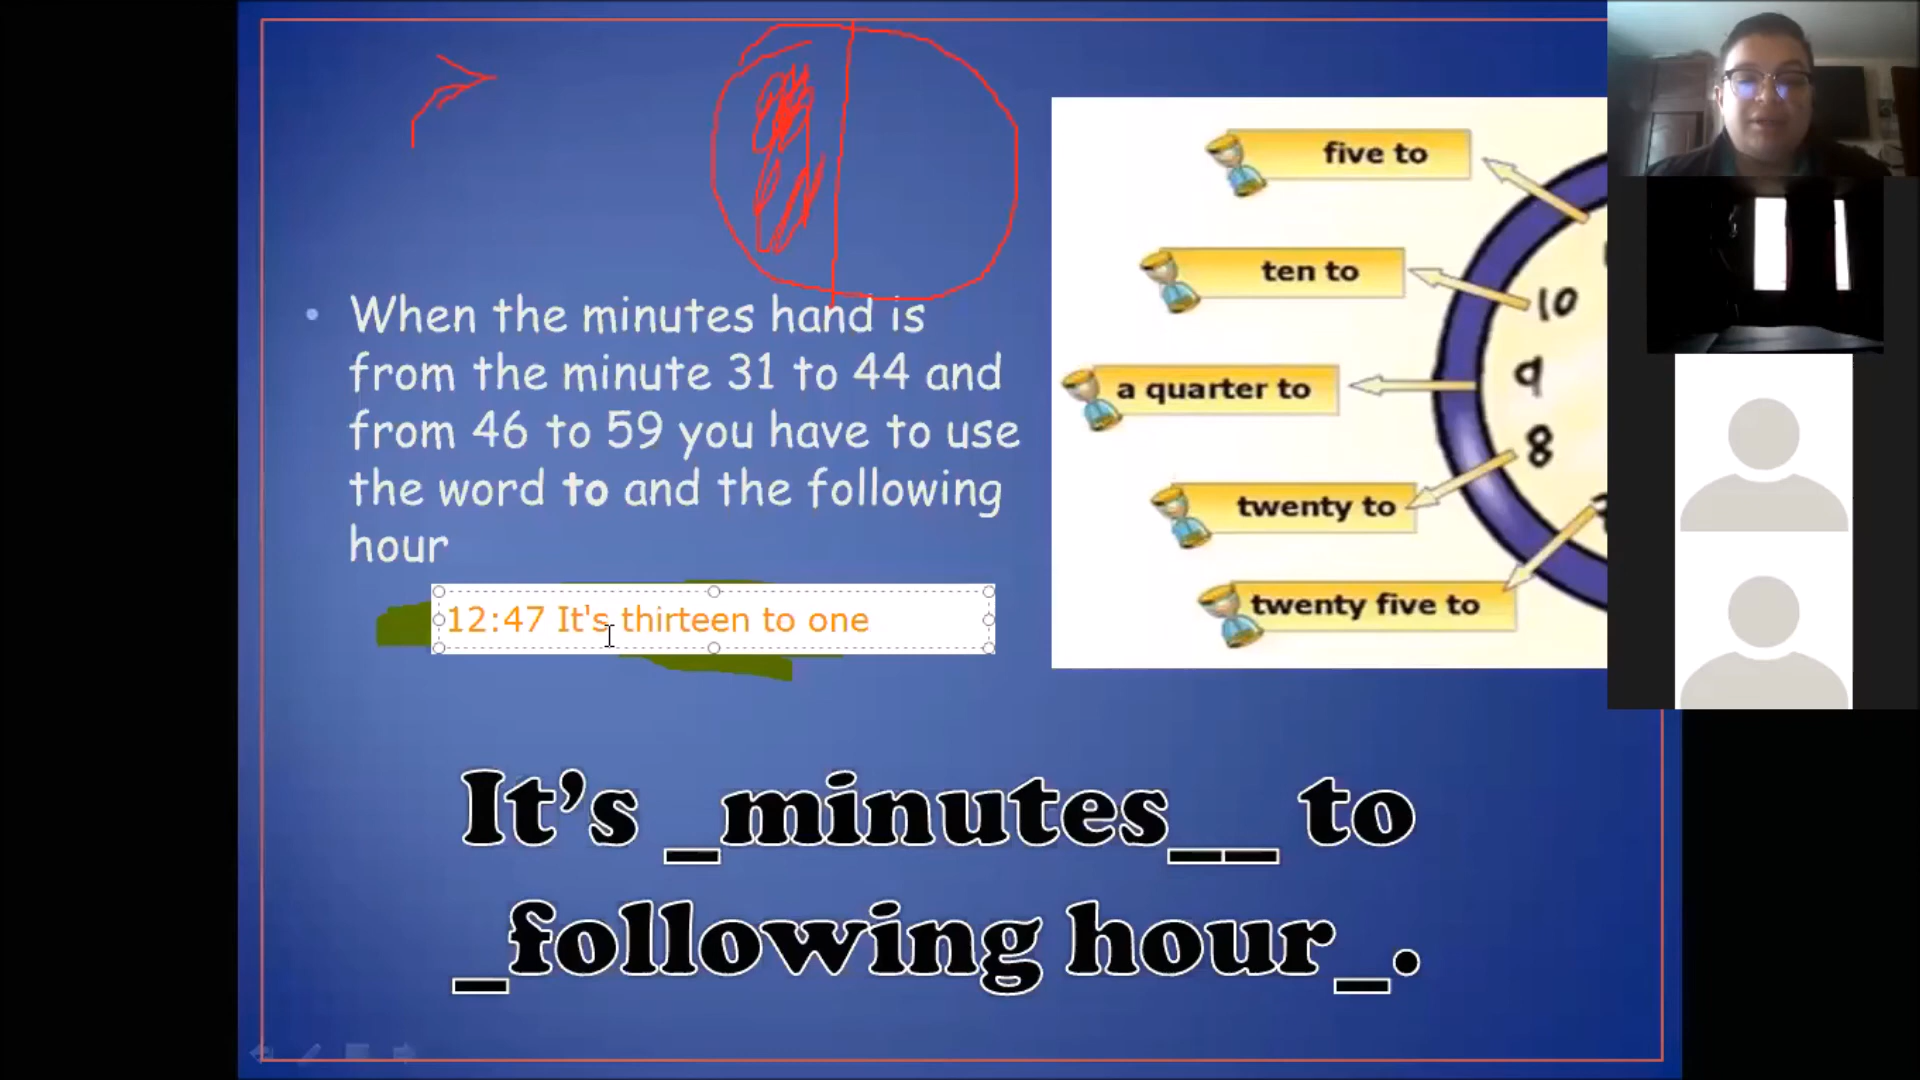 When the minutes hand is
from the minute 31 to 44 and
from 46 to 59 you have to use
the word to and the following
hour
12:47 It's thirteen to one
five to
ten to
a quarter to
twenty to
twenty five to
10
9
8
It’s _minutes__ to
_following hour_.